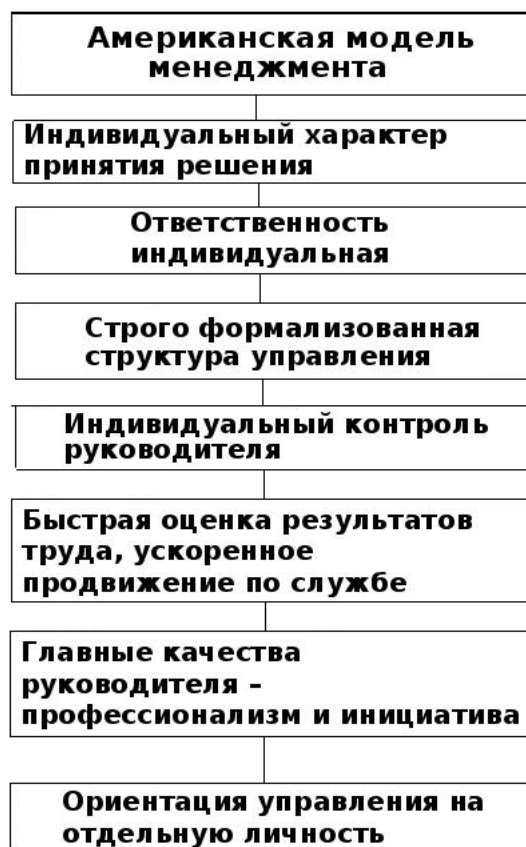 Американская модель
менеджмента
Индивидуальный характер
принятия решения
Ответственность
индивидуальная
Строго формализованная
структура управления
Индивидуальный контроль
руководителя
Быстрая оценка результатов
труда, ускоренное
продвижение по службе
Главные качества
руководителя –
профессионализм и инициатива
Ориентация управления на
отдельную личность